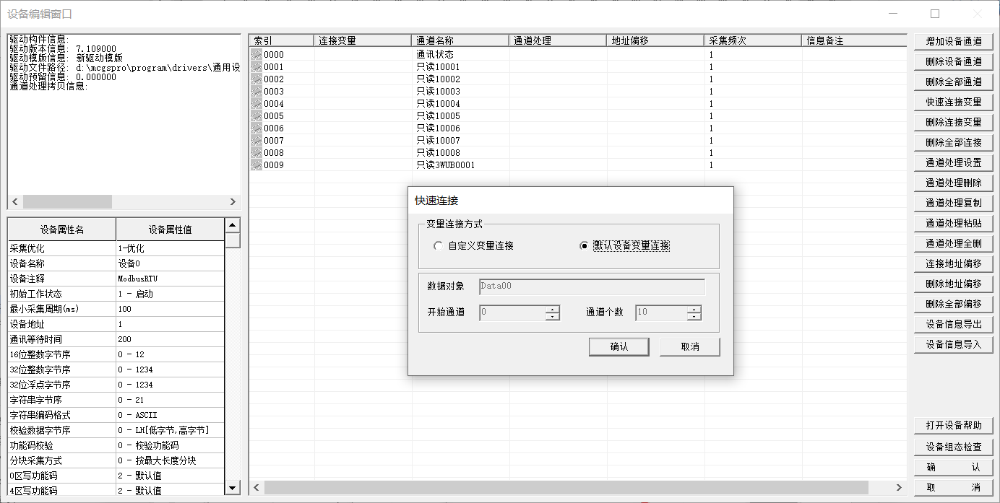 设备编辑窗口
驱动构件信息:
驱动版本信息: 7.109000
驱动模版信息: 新驱动模版
驱动文件路径: d:\mcgspro\program\drivers\通用设
驱动预留信息: 0.000000
通道处理拷贝信息:
设备属性名 设备属性值
采集优化 1-优化
设备名称 设备0
设备注释 ModbusRTU
初始工作状态 1 - 启动
最小采集周期(ms) 100
设备地址 1
通讯等待时间 200
16位整数字节序 0 - 12
32位整数字节序 0 - 1234
32位浮点字节序 0 - 1234
字符串字节序 0 - 21
字符串编码格式 0 - ASCII
校验数据字节序 0 - LH[低字节,高字节]
功能码校验 0 - 校验功能码
分块采集方式 0 - 按最大长度分块
0区写功能码 2 - 默认值
4区写功能码 2 - 默认值
索引 连接变量 通道名称 通道处理 地址偏移 采集频次 信息备注
0000 通讯状态 1
0001 只读10001 1
0002 只读10002 1
0003 只读10003 1
0004 只读10004 1
0005 只读10005 1
0006 只读10006 1
0007 只读10007 1
0008 只读10008 1
0009 只读3WUB0001 1
快速连接
变量连接方式
自定义变量连接 默认设备变量连接
数据对象 Data00
开始通道 0 通道个数 10
确认 取消
增加设备通道
删除设备通道
删除全部通道
快速连接变量
删除连接变量
删除全部连接
通道处理设置
通道处理删除
通道处理复制
通道处理粘贴
通道处理全删
连接地址偏移
删除地址偏移
删除全部偏移
设备信息导出
设备信息导入
打开设备帮助
设备组态检查
确 认
取 消